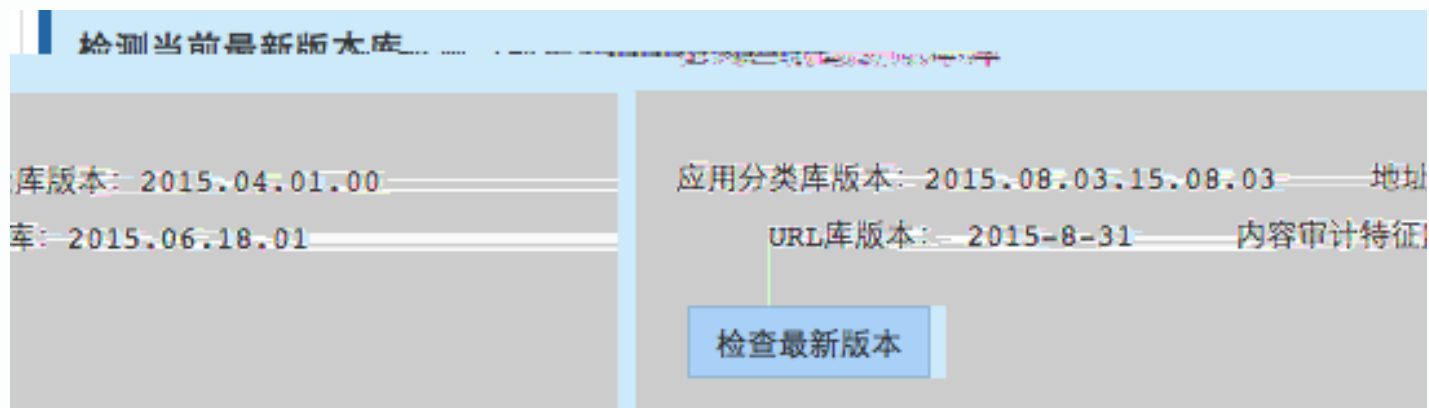 检测当前最新版本库
库版本：2015.04.01.00 应用分类库版本：2015.08.03.15.08.03 地址
库：2015.06.18.01 URL库版本： 2015-8-31 内容审计特征
检查最新版本